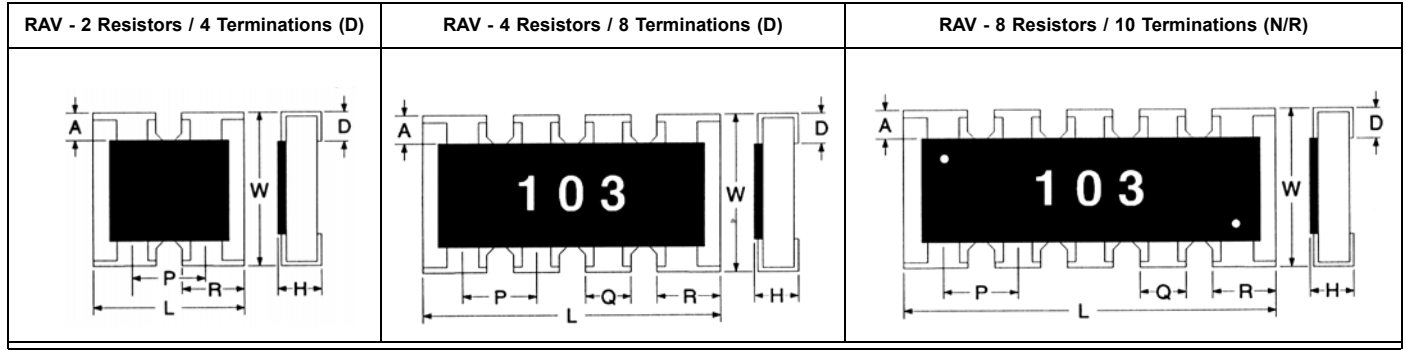 RAV - 2 Resistors / 4 Terminations (D)
RAV - 4 Resistors / 8 Terminations (D)
RAV - 8 Resistors / 10 Terminations (N/R)
A
D
W
P
R
H
L
A
1 0 3
D
W
P
Q
R
H
L
A
1 0 3
D
W
P
Q
R
H
L